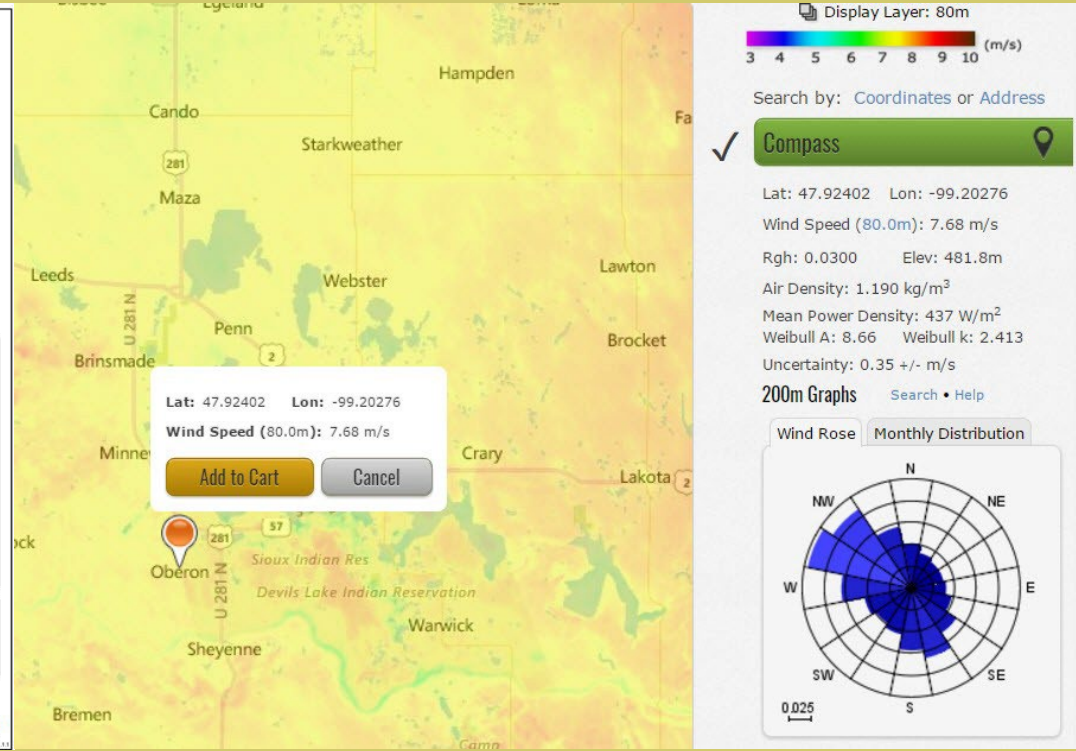 Egeland
Hampden
Cando
Fa
Starkweather
281
Maza
Leeds
Webster
Lawton
U 281 N
Penn
2
Brocket
Brinsmade
Lat: 47.92402 Lon: -99.20276
Wind Speed (80.0m): 7.68 m/s
Add to Cart Cancel
Minne
Crary
Lakota 2
ock
281
57
Oberon
Sioux Indian Res
U 281 N
Devils Lake Indian Reservation
Warwick
Sheyenne
Bremen
Camp
Display Layer: 80m
(m/s)
3 4 5 6 7 8 9 10
Search by: Coordinates or Address
Compass
Lat: 47.92402 Lon: -99.20276
Wind Speed (80.0m): 7.68 m/s
Rgh: 0.0300 Elev: 481.8m
Air Density: 1.190 kg/m³
Mean Power Density: 437 W/m²
Weibull A: 8.66 Weibull k: 2.413
Uncertainty: 0.35 +/- m/s
200m Graphs Search • Help
Wind Rose Monthly Distribution
N
NW NE
W E
SW SE
S
0.025